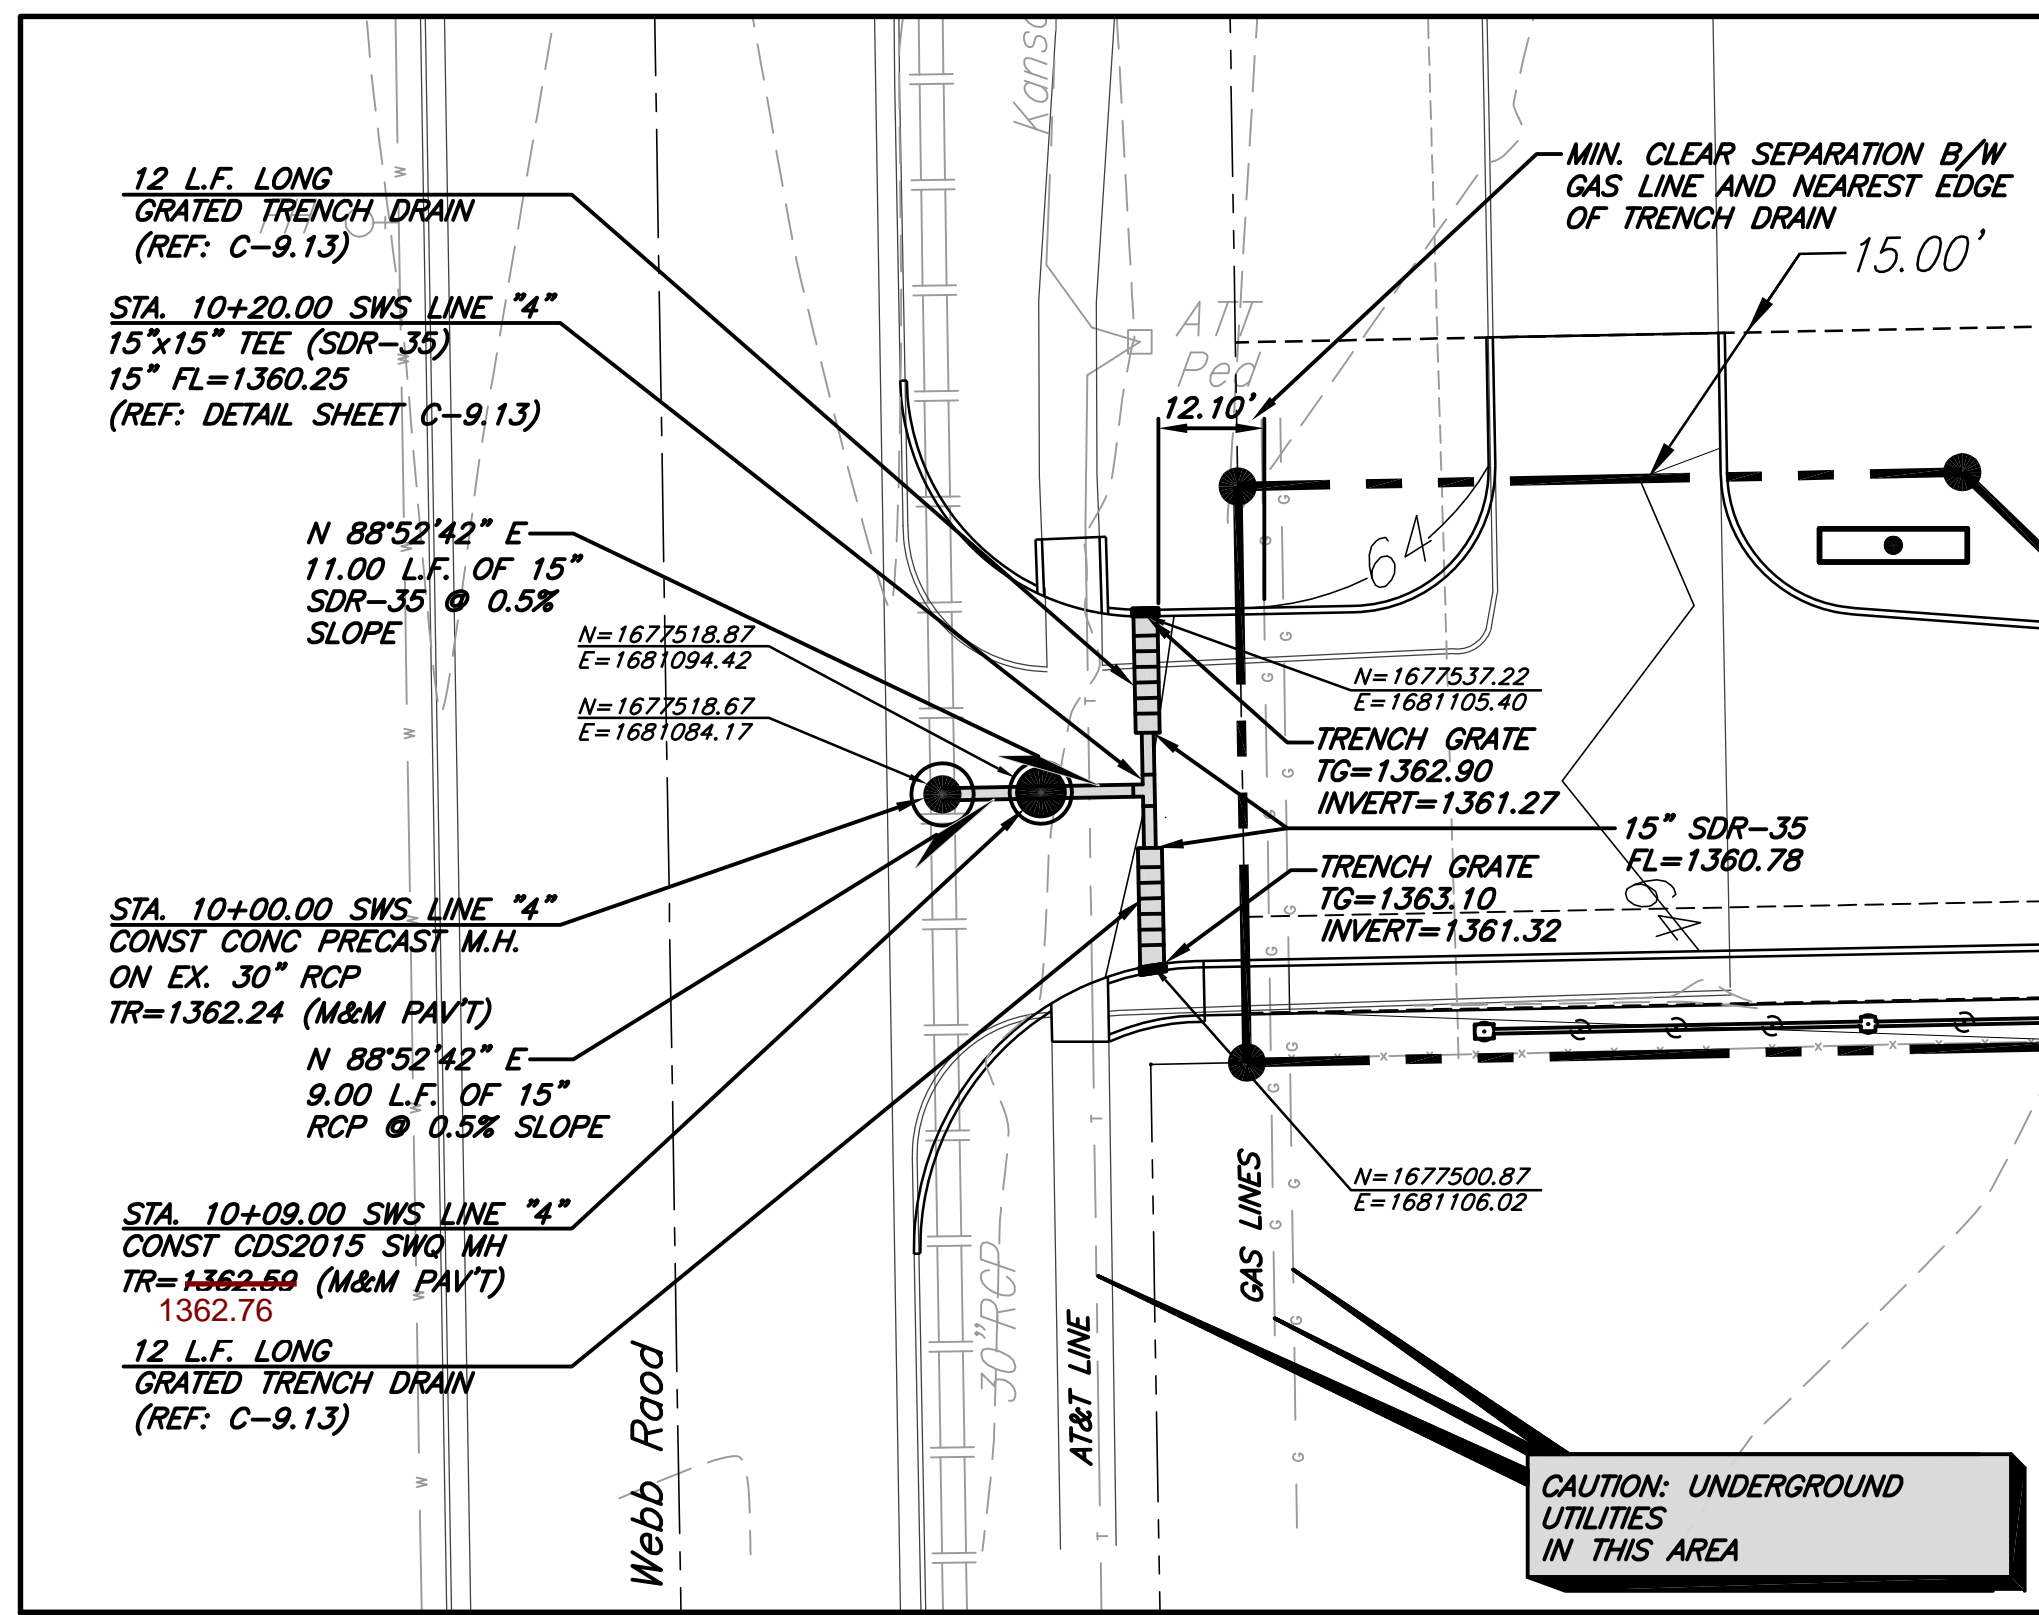 12 L.F. LONG
GRATED TRENCH DRAIN
(REF: C-9.13)
STA. 10+20.00 SWS LINE "4"
15"x15" TEE (SDR-35)
15" FL=1360.25
(REF: DETAIL SHEET C-9.13)
N 88°52'42" E
11.00 L.F. OF 15"
SDR-35 @ 0.5%
SLOPE
N=1677518.87
E=1681094.42
N=1677518.67
E=1681084.17
STA. 10+00.00 SWS LINE "4"
CONST CONC PRECAST M.H.
ON EX. 30" RCP
TR=1362.24 (M&M PAV'T)
N 88°52'42" E
9.00 L.F. OF 15"
RCP @ 0.5% SLOPE
STA. 10+09.00 SWS LINE "4"
CONST CDS2015 SWQ MH
TR=1362.59 (M&M PAV'T)
1362.76
12 L.F. LONG
GRATED TRENCH DRAIN
(REF: C-9.13)
Webb Raod
30"RCP
AT&T LINE
GAS LINES
ATT
Ped
12.10'
MIN. CLEAR SEPARATION B/W
GAS LINE AND NEAREST EDGE
OF TRENCH DRAIN
15.00'
64
N=1677537.22
E=1681105.40
TRENCH GRATE
TG=1362.90
INVERT=1361.27
15" SDR-35
FL=1360.78
TRENCH GRATE
TG=1363.10
INVERT=1361.32
64
N=1677500.87
E=1681106.02
CAUTION: UNDERGROUND
UTILITIES
IN THIS AREA